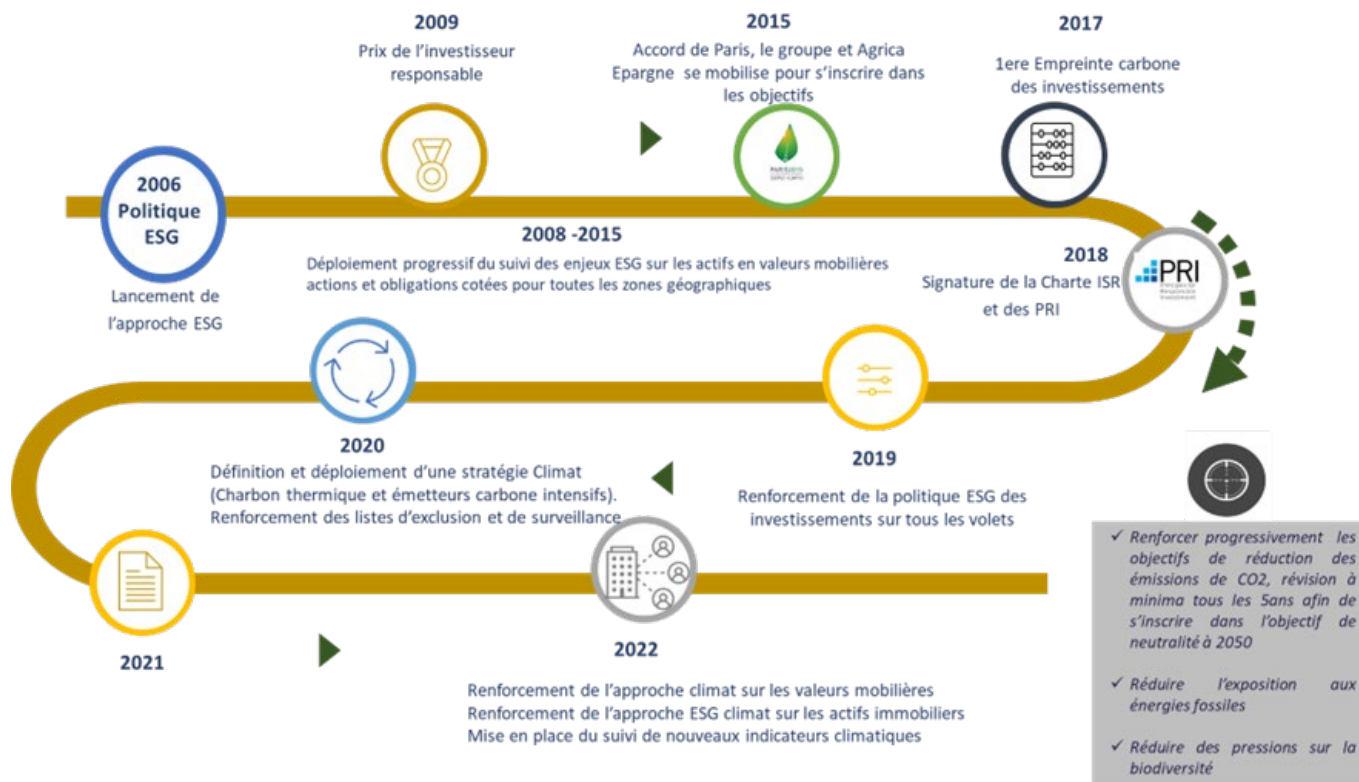 2009
Prix de l'investisseur
responsable
2015
Accord de Paris, le groupe et Agrica
Epargne se mobilise pour s'inscrire dans
les objectifs
2017
1ere Empreinte carbone
des investissements
2006
Politique
ESG
Lancement de
l'approche ESG
2008 -2015
Déploiement progressif du suivi des enjeux ESG sur les actifs en valeurs mobilières
actions et obligations cotées pour toutes les zones géographiques
2018
Signature de la Charte ISR
et des PRI
PRI
Principles for
Responsible
Investment
2019
Renforcement de la politique ESG des
investissements sur tous les volets
2020
Définition et déploiement d'une stratégie Climat
(Charbon thermique et émetteurs carbone intensifs).
Renforcement des listes d'exclusion et de surveillance
2021
2022
Renforcement de l'approche climat sur les valeurs mobilières
Renforcement de l'approche ESG climat sur les actifs immobiliers
Mise en place du suivi de nouveaux indicateurs climatiques
✓ Renforcer progressivement les
objectifs de réduction des
émissions de CO2, révision à
minima tous les 5ans afin de
s'inscrire dans l'objectif de
neutralité à 2050
✓ Réduire l'exposition aux
énergies fossiles
✓ Réduire des pressions sur la
biodiversité